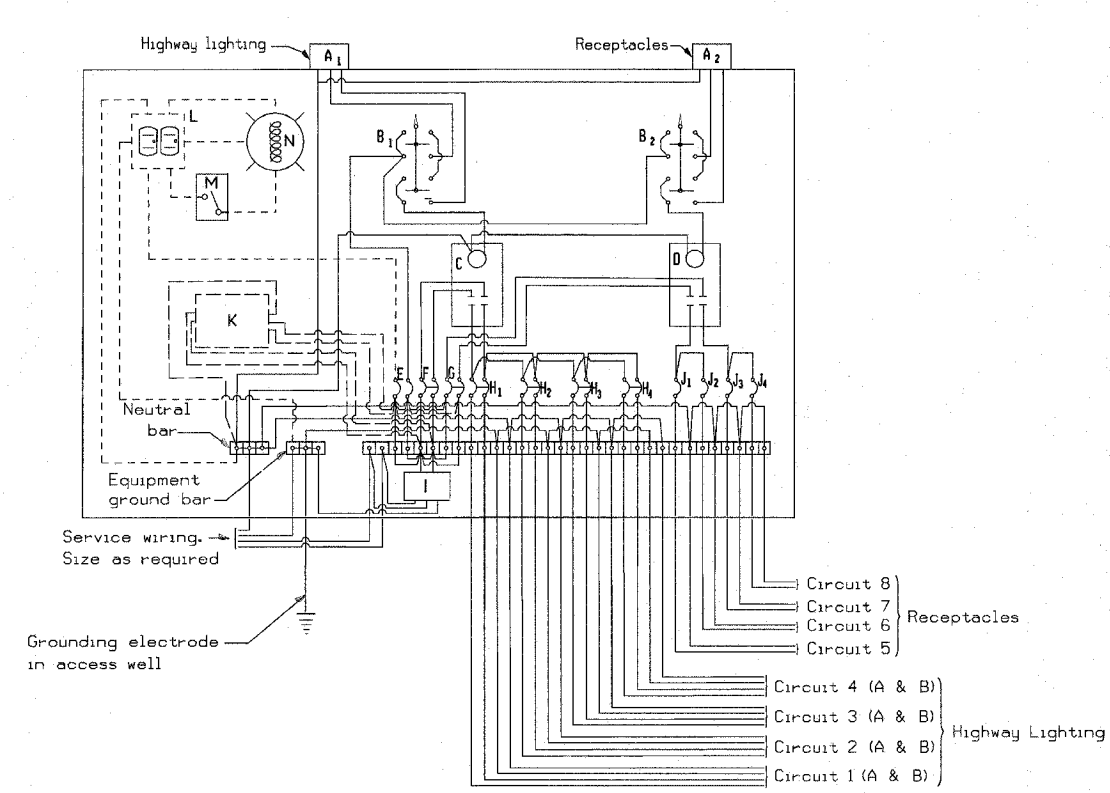 Highway lighting
A1
Receptacles
A2
L
N
M
B1
B2
C
D
K
E
F
G
H1
H2
H3
H4
J1
J2
J3
J4
Neutral
bar
Equipment
ground bar
I
Service wiring.
Size as required
Grounding electrode
in access well
Circuit 8
Circuit 7
Circuit 6
Circuit 5
Receptacles
Circuit 4 (A & B)
Circuit 3 (A & B)
Circuit 2 (A & B)
Circuit 1 (A & B)
Highway Lighting